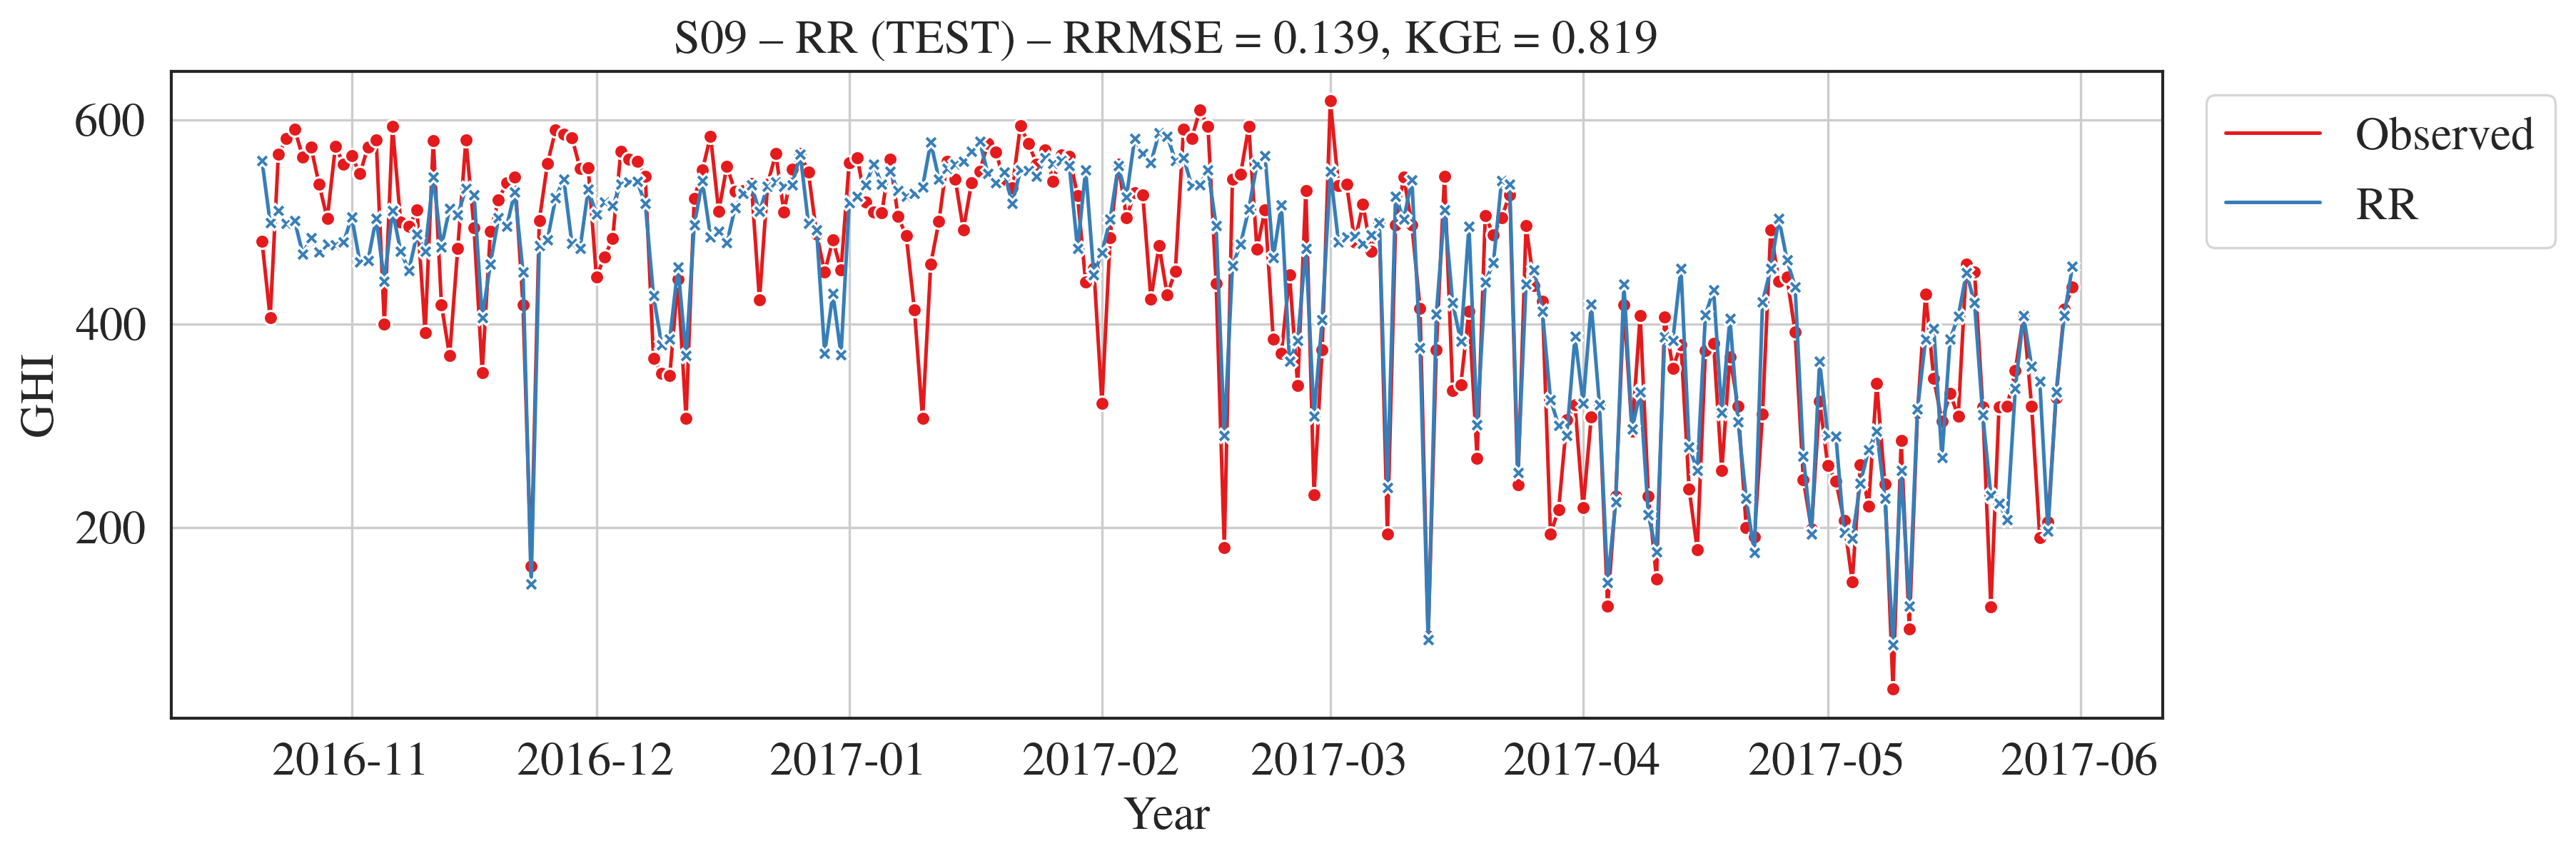 S09 – RR (TEST) – RRMSE = 0.139, KGE = 0.819
Observed
RR
600
400
200
GHI
2016-11
2016-12
2017-01
2017-02
2017-03
2017-04
2017-05
2017-06
Year